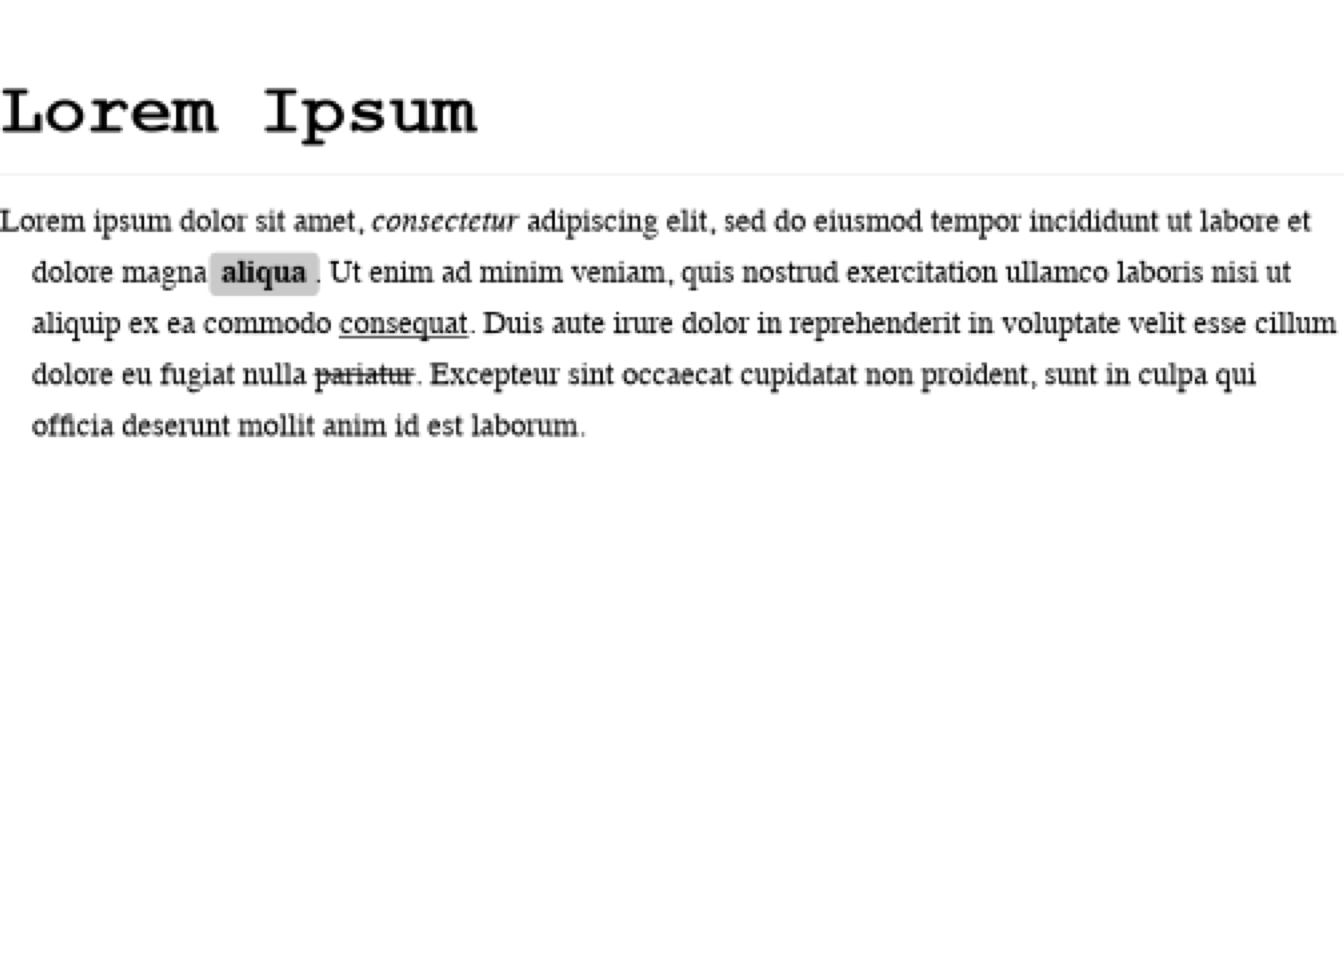 Lorem Ipsum
Lorem ipsum dolor sit amet, consectetur adipiscing elit, sed do eiusmod tempor incididunt ut labore et
dolore magna aliqua . Ut enim ad minim veniam, quis nostrud exercitation ullamco laboris nisi ut
aliquip ex ea commodo consequat. Duis aute irure dolor in reprehenderit in voluptate velit esse cillum
dolore eu fugiat nulla pariatur. Excepteur sint occaecat cupidatat non proident, sunt in culpa qui
officia deserunt mollit anim id est laborum.